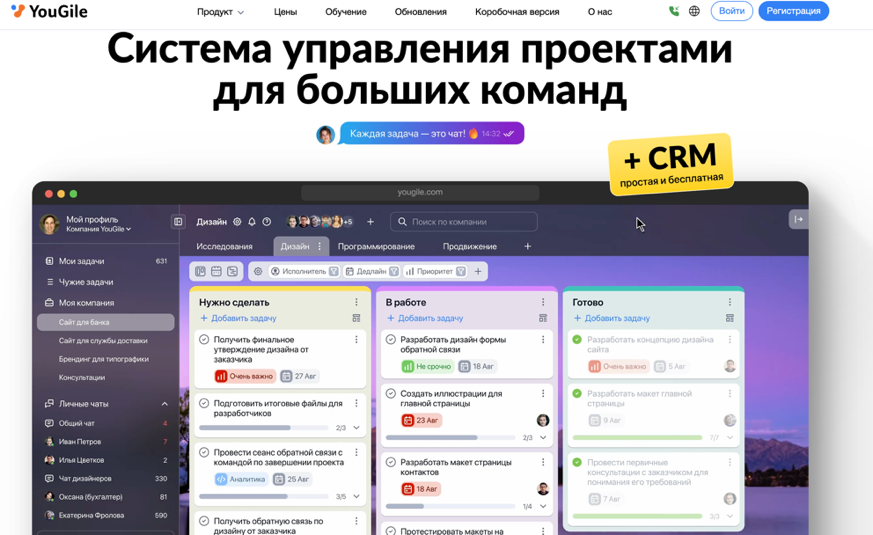 YouGile
Продукт
Цены
Обучение
Обновления
Коробочная версия
О нас
Войти
Регистрация
Система управления проектами
для больших команд
Каждая задача — это чат! 🔥 14:32
+ CRM
простая и бесплатная
yougile.com
Мой профиль
Компания YouGile
Дизайн
+5
Поиск по компании
Исследования
Дизайн
Программирование
Продвижение
Мои задачи 631
Чужие задачи
Моя компания
Сайт для банка
Сайт для службы доставки
Брендинг для типографики
Консультации
Личные чаты
Общий чат 4
Иван Петров 7
Илья Цветков 2
Чат дизайнеров 330
Оксана (бухгалтер) 81
Екатерина Фролова 590
Исполнитель
Дедлайн
Приоритет
Нужно сделать
+ Добавить задачу
Получить финальное
утверждение дизайна от
заказчика
Очень важно
27 Авг
Подготовить итоговые файлы для
разработчиков
2/3
Провести сеанс обратной связи с
командой по завершении проекта
Аналитика
25 Авг
3/5
Получить обратную связь по
дизайну от заказчика
В работе
+ Добавить задачу
Разработать дизайн формы
обратной связи
Не срочно
18 Авг
Создать иллюстрации для
главной страницы
23 Авг
2/3
Разработать макет страницы
контактов
18 Авг
1/4
Протестировать макеты на
Готово
+ Добавить задачу
Разработать концепцию дизайна
сайта
Очень важно
5 Авг
Разработать макет главной
страницы
9 Авг
7/7
Провести первичные
консультации с заказчиком для
понимания его требований
7 Авг
3/3